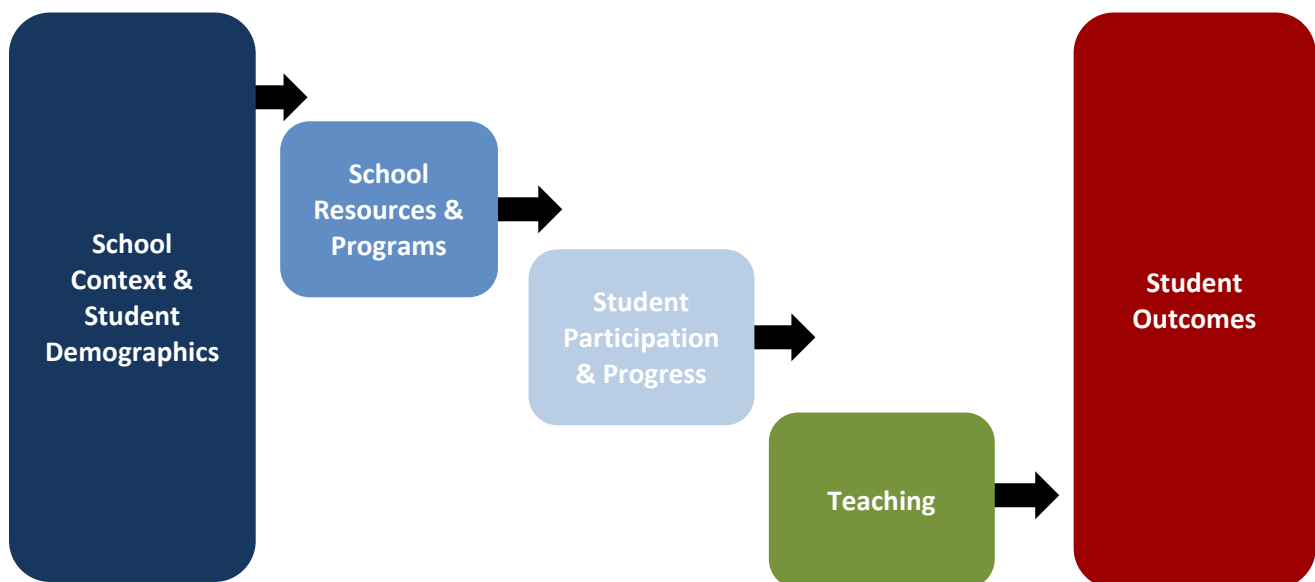 School
Context &
Student
Demographics
School
Resources &
Programs
Student
Participation
& Progress
Teaching
Student
Outcomes